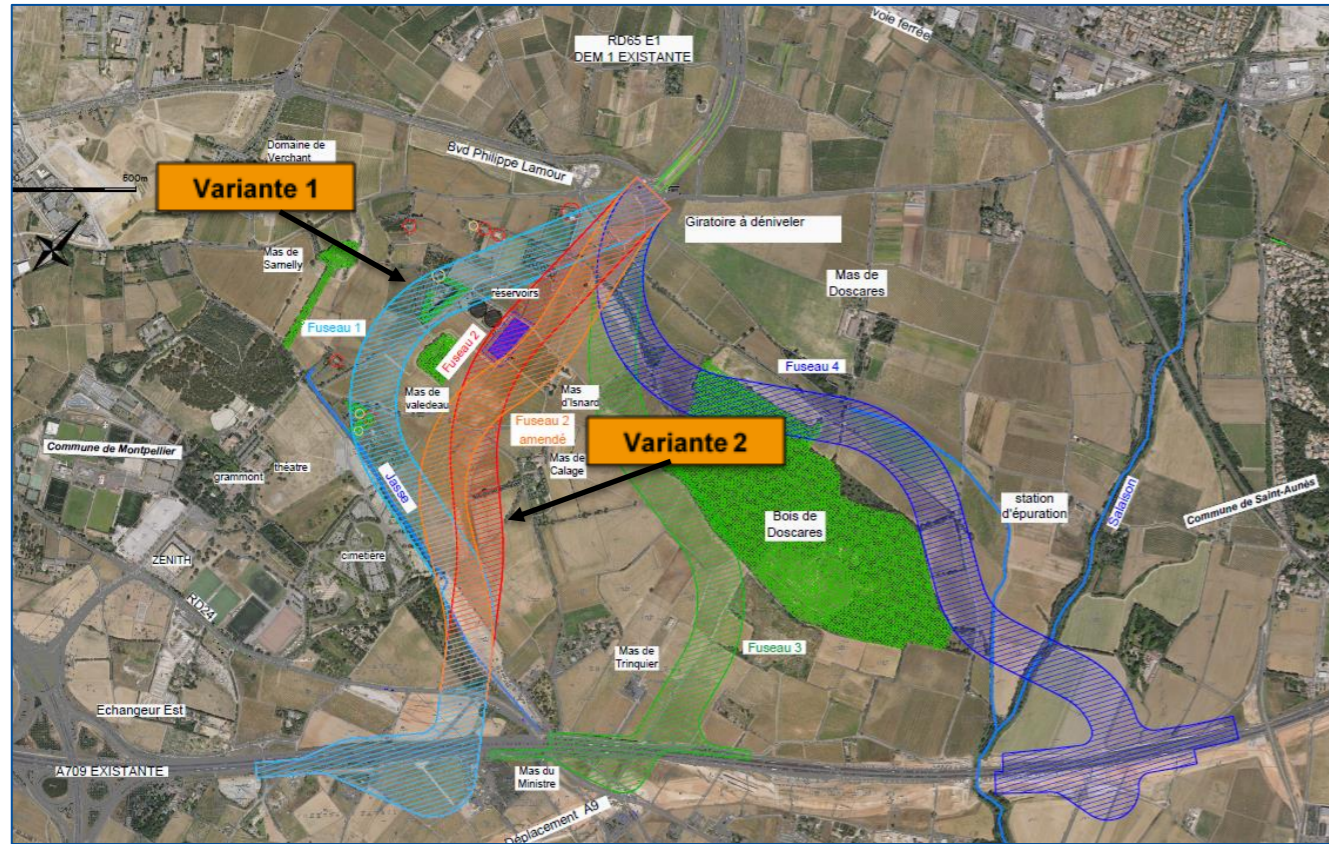 voie ferrée
RD65 E1
DEM 1 EXISTANTE
Domaine de
Verchant
Bvd Philippe Lamour
500m
Variante 1
Giratoire à déniveler
Mas de
Samelly
Mas de
Doscares
réservoirs
Fuseau 1
Fuseau 2
Fuseau 4
Mas de
valedeau
Mas
d'Isnard
Fuseau 2
amendé
Variante 2
Commune de Montpellier
théatre
grammont
Mas de
Calage
Jasse
station
d'épuration
Salaison
Commune de Saint-Aunés
Bois de
Doscares
ZENITH
cimetière
RD24
Mas de
Trinquier
Fuseau 3
Echangeur Est
A709 EXISTANTE
Mas du
Ministre
Déplacement A9